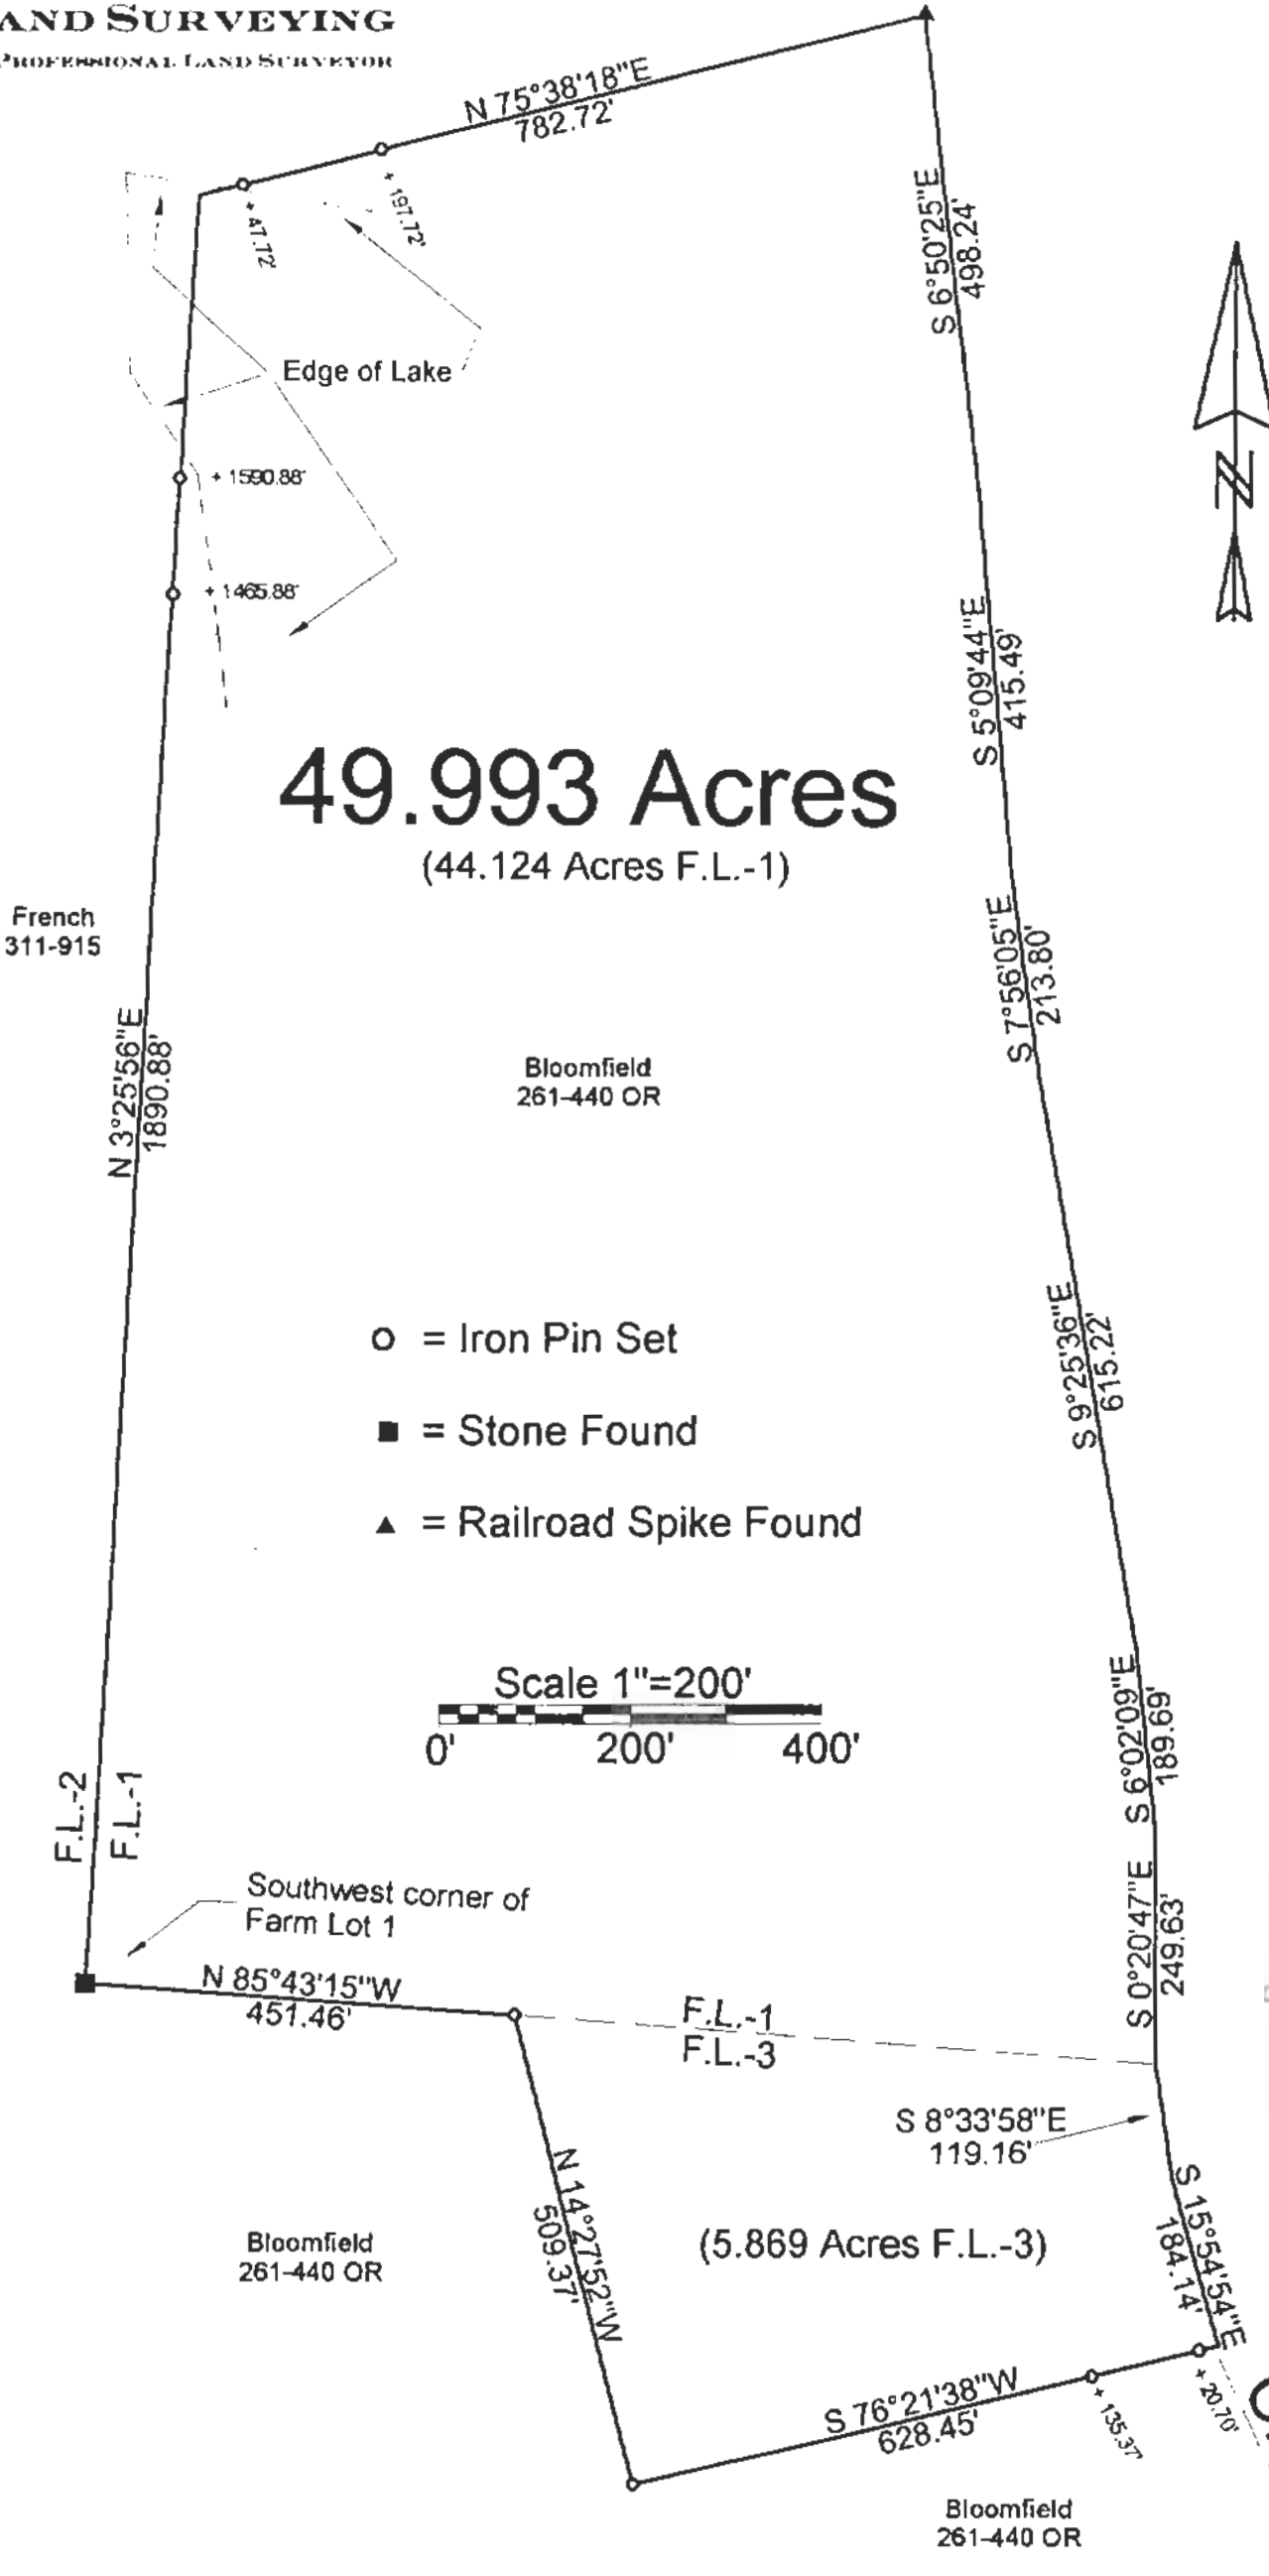 AND SURVEYING
PROFESSIONAL LAND SURVEYOR
N 75°38'18"E
782.72'
+ 47.72'
+ 197.72'
S 6°50'25"E
498.24'
Edge of Lake
N
+ 1590.88'
+ 1465.88'
S 5°09'44"E
415.49'
49.993 Acres
(44.124 Acres F.L.-1)
French
311-915
S 7°56'05"E
213.80'
N 3°25'56"E
1890.88'
Bloomfield
261-440 OR
S 9°25'36"E
615.22'
= Iron Pin Set
= Stone Found
= Railroad Spike Found
Scale 1"=200'
0' 200' 400'
S 6°02'09"E
189.69'
F.L.-2
F.L.-1
Southwest corner of
Farm Lot 1
S 0°20'47"E
249.63'
N 85°43'15"W
451.46'
F.L.-1
F.L.-3
S 8°33'58"E
119.16'
N 14°27'52"W
509.37'
S 15°54'54"E
184.14'
Bloomfield
261-440 OR
(5.869 Acres F.L.-3)
S 76°21'38"W
628.45'
+ 135.37'
+ 20.70'
Bloomfield
261-440 OR